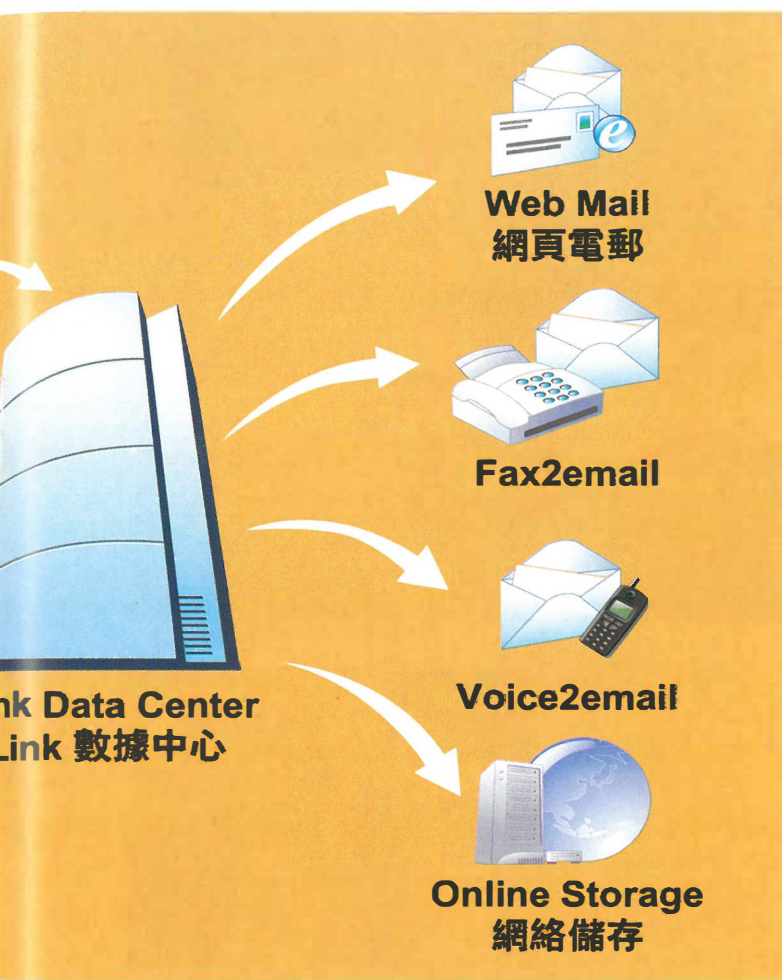 Web Mail
網頁電郵
Fax2email
Voice2email
nk Data Center
Link 數據中心
Online Storage
網絡儲存